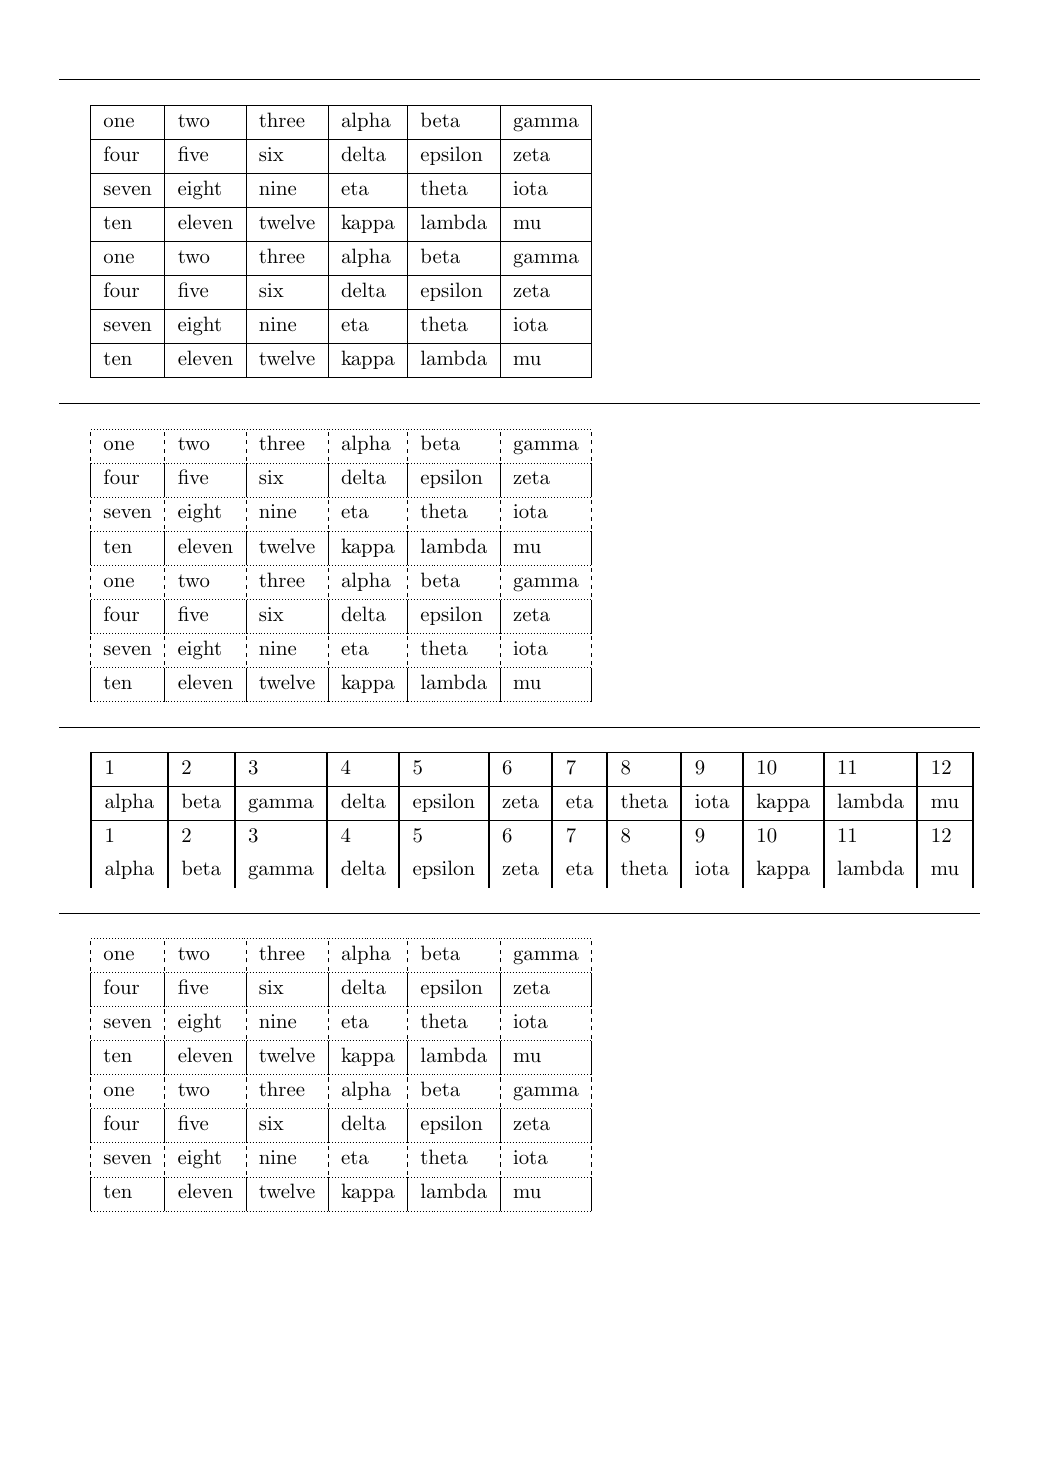 one two three alpha beta gamma
four five six delta epsilon zeta
seven eight nine eta theta iota
ten eleven twelve kappa lambda mu
one two three alpha beta gamma
four five six delta epsilon zeta
seven eight nine eta theta iota
ten eleven twelve kappa lambda mu
one two three alpha beta gamma
four five six delta epsilon zeta
seven eight nine eta theta iota
ten eleven twelve kappa lambda mu
one two three alpha beta gamma
four five six delta epsilon zeta
seven eight nine eta theta iota
ten eleven twelve kappa lambda mu
1 2 3 4 5 6 7 8 9 10 11 12
alpha beta gamma delta epsilon zeta eta theta iota kappa lambda mu
1 2 3 4 5 6 7 8 9 10 11 12
alpha beta gamma delta epsilon zeta eta theta iota kappa lambda mu
one two three alpha beta gamma
four five six delta epsilon zeta
seven eight nine eta theta iota
ten eleven twelve kappa lambda mu
one two three alpha beta gamma
four five six delta epsilon zeta
seven eight nine eta theta iota
ten eleven twelve kappa lambda mu